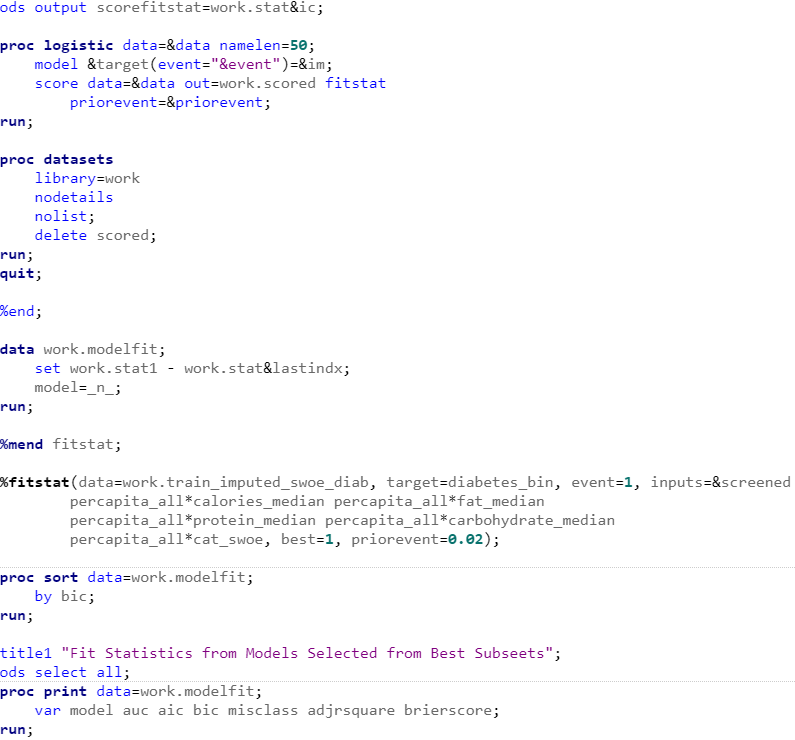 ods output scorefitstat=work.stat&ic;
proc logistic data=&data namelen=50;
model &target(event="&event")=&im;
score data=&data out=work.scored fitstat
priorevent=&priorevent;
run;
proc datasets
library=work
nodetails
nolist;
delete scored;
run;
quit;
%end;
data work.modelfit;
set work.stat1 - work.stat&lastindx;
model=_n_;
run;
%mend fitstat;
%fitstat(data=work.train_imputed_swoe_diab, target=diabetes_bin, event=1, inputs=&screened
percapita_all*calories_median percapita_all*fat_median
percapita_all*protein_median percapita_all*carbohydrate_median
percapita_all*cat_swoe, best=1, priorevent=0.02);
proc sort data=work.modelfit;
by bic;
run;
title1 "Fit Statistics from Models Selected from Best Subseets";
ods select all;
proc print data=work.modelfit;
var model auc aic bic misclass adjrsquare brierscore;
run;